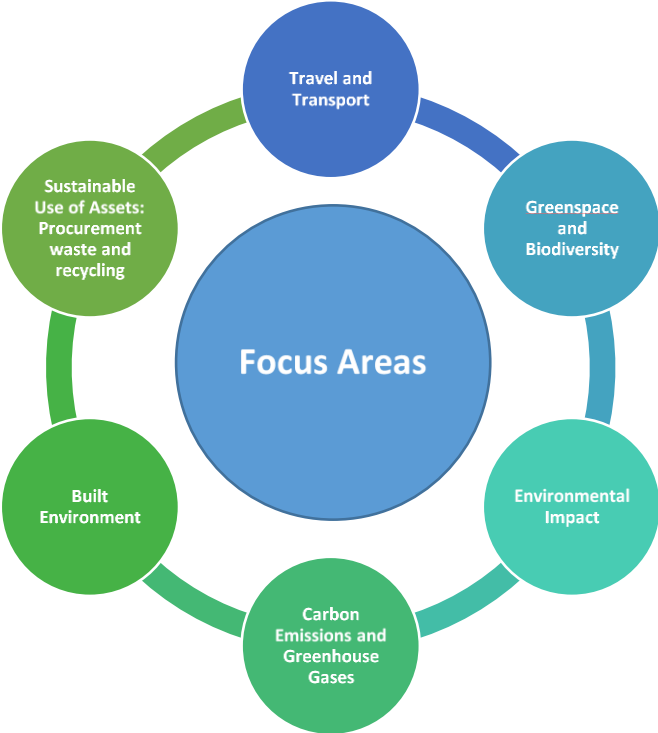 Travel and
Transport
Greenspace
and
Biodiversity
Environmental
Impact
Carbon
Emissions and
Greenhouse
Gases
Built
Environment
Sustainable
Use of Assets:
Procurement
waste and
recycling
Focus Areas